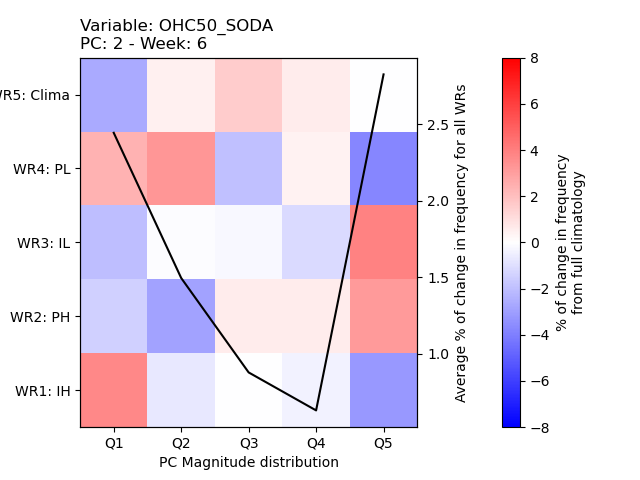 Variable: OHC50_SODA
PC: 2 - Week: 6
WR5: Clima
WR4: PL
WR3: IL
WR2: PH
WR1: IH
Q1 Q2 Q3 Q4 Q5
PC Magnitude distribution
2.5
2.0
1.5
1.0
Average % of change in frequency for all WRs
8
6
4
2
0
−2
−4
−6
−8
% of change in frequency
from full climatology